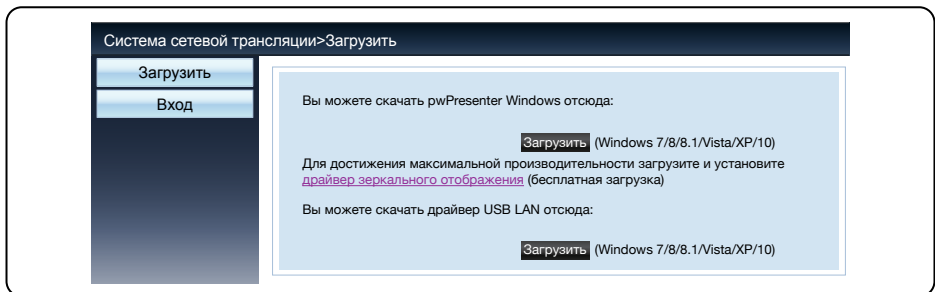 Система сетевой трансляции>Загрузить
Загрузить
Вход
Вы можете скачать pwPresenter Windows отсюда:
Загрузить (Windows 7/8/8.1/Vista/XP/10)
Для достижения максимальной производительности загрузите и установите
драйвер зеркального отображения (бесплатная загрузка)
Вы можете скачать драйвер USB LAN отсюда:
Загрузить (Windows 7/8/8.1/Vista/XP/10)